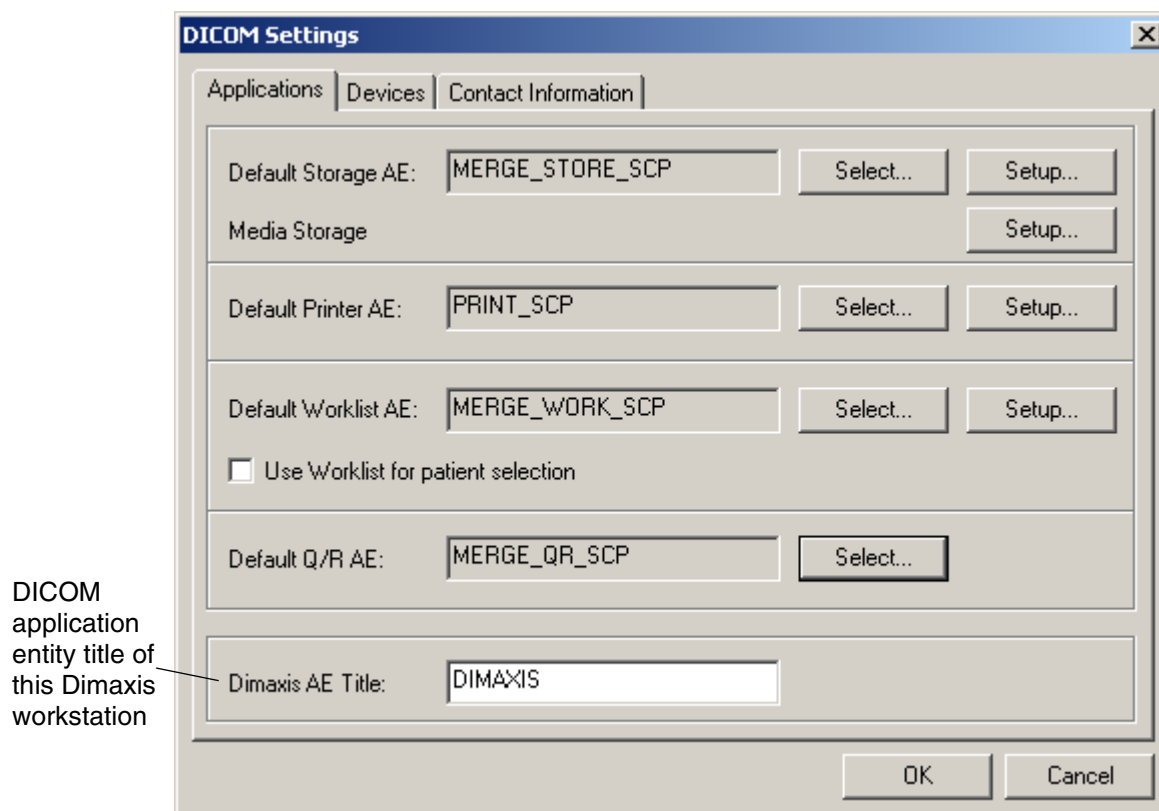 DICOM Settings
Applications Devices Contact Information
Default Storage AE: MERGE_STORE_SCP Select... Setup...
Media Storage Setup...
Default Printer AE: PRINT_SCP Select... Setup...
Default Worklist AE: MERGE_WORK_SCP Select... Setup...
Use Worklist for patient selection
Default Q/R AE: MERGE_QR_SCP Select...
DICOM
application
entity title of
this Dimaxis
workstation
Dimaxis AE Title: DIMAXIS
OK Cancel